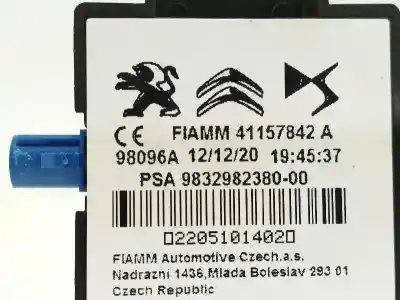 CE FIAMM 41157842 A
98096A 12/12/20 19:45:37
PSA 9832982380-00
□2205101402□
FIAMM Automotive Czech.a.s.
Nadrazni 1436,Mlada Boleslav 293 01
Czech Republic